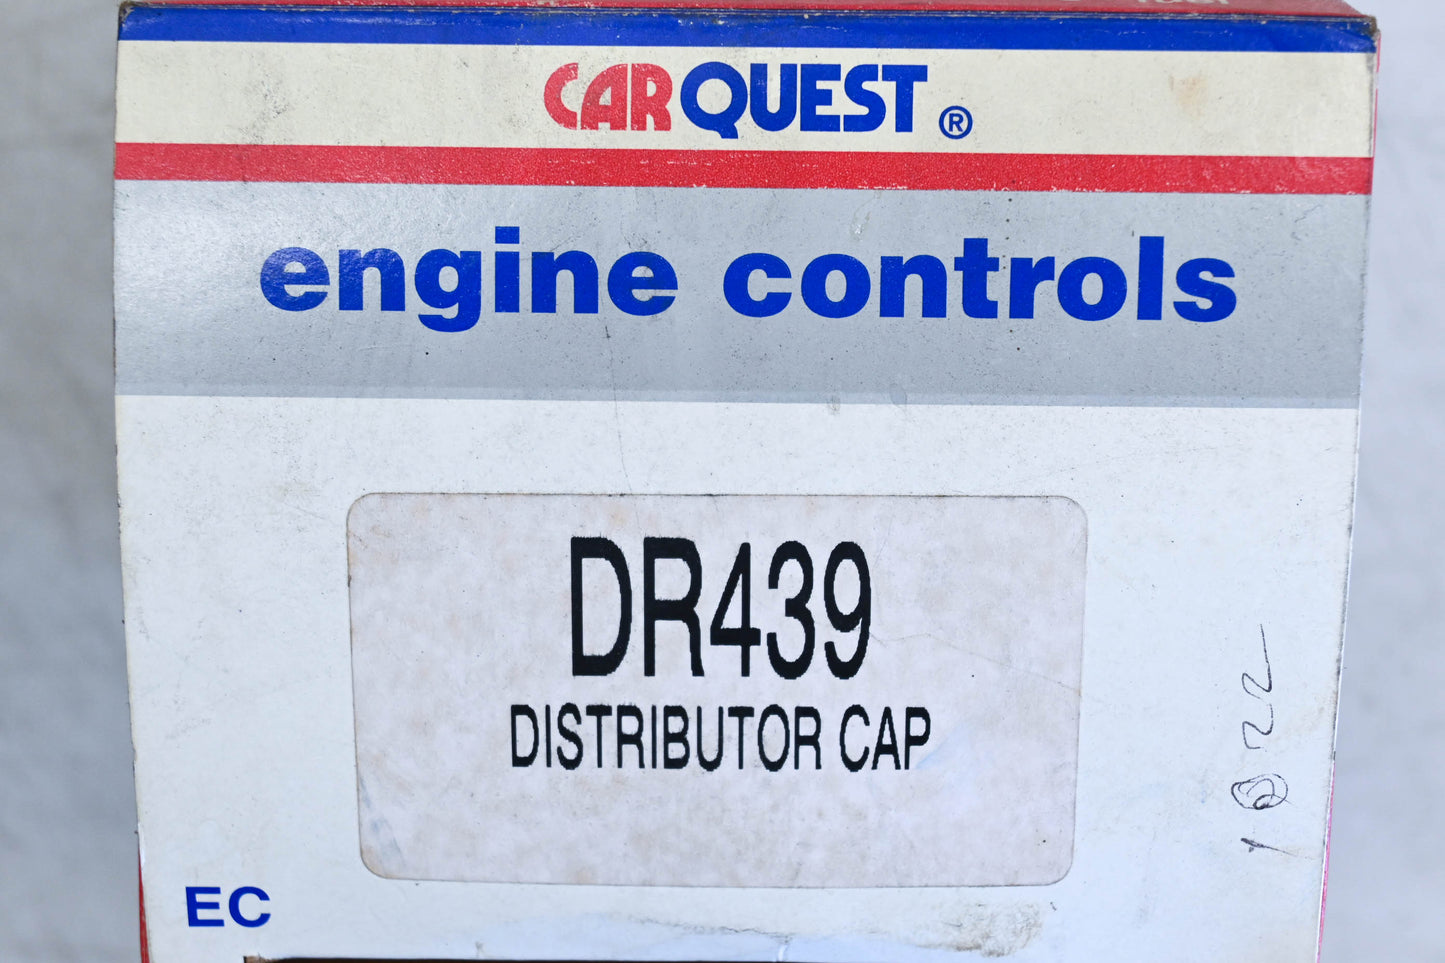 CARQUEST ®
engine controls
DR439
DISTRIBUTOR CAP
EC